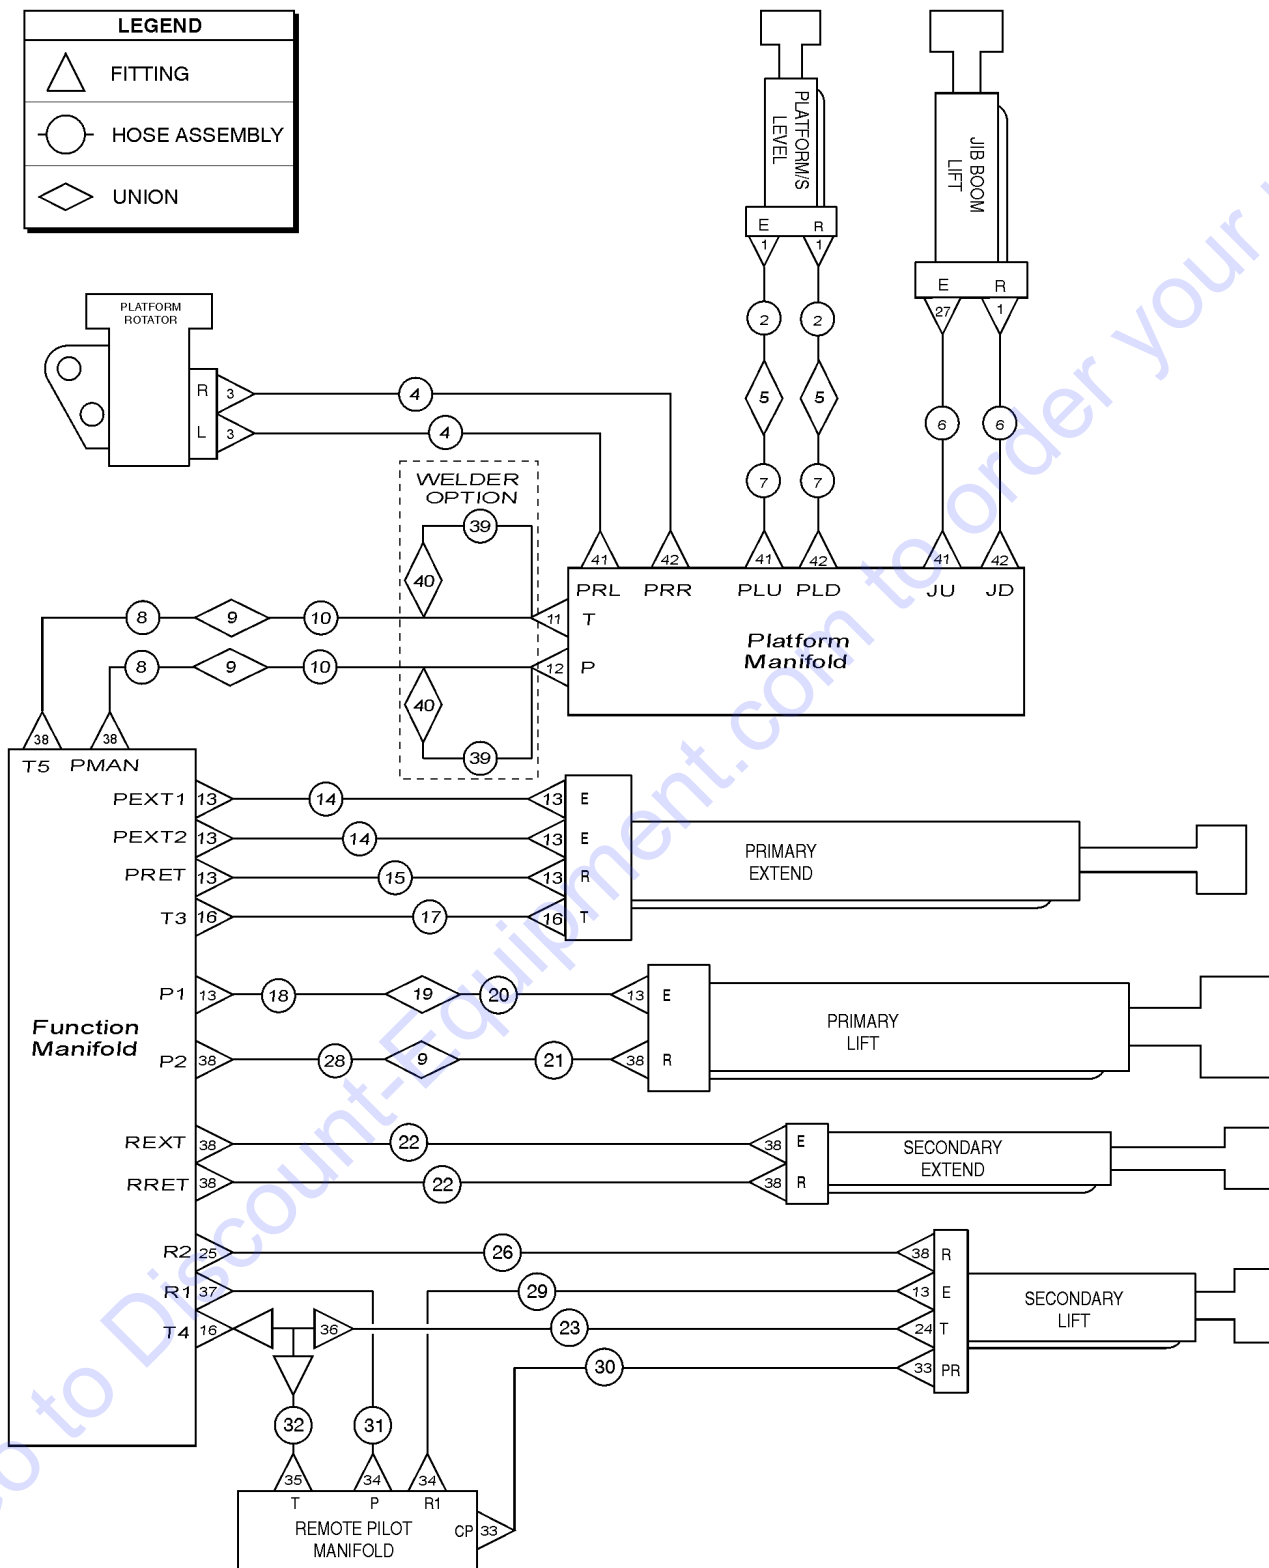 LEGEND
FITTING
HOSE ASSEMBLY
UNION
PLATFORM/S
LEVEL
E R
1 1
2 2
5 5
7 7
41 42
PLU PLD
JIB BOOM
LIFT
E R
27 1
6 6
41 42
JU JD
PLATFORM
ROTATOR
R 3 4
L 3 4
41 42
PRL PRR
WELDER
OPTION
39
40
8 9 10 11 T
8 9 10 12 P
40
39
Platform
Manifold
38 38
T5 PMAN
PEXT1 13 14 13 E
PEXT2 13 14 13 E
PRET 13 15 13 R
T3 16 17 16 T
PRIMARY
EXTEND
P1 13 18 19 20 13 E
P2 38 28 9 21 38 R
PRIMARY
LIFT
Function
Manifold
REXT 38 22 38 E
RRET 38 22 38 R
SECONDARY
EXTEND
R2 25 26 38 R
R1 37 29 13 E
T4 16 36 23 24 T
30 33 PR
SECONDARY
LIFT
32 31
35 34 34
T P R1
CP 33
REMOTE PILOT
MANIFOLD
to Discount-Equipment.com to order your